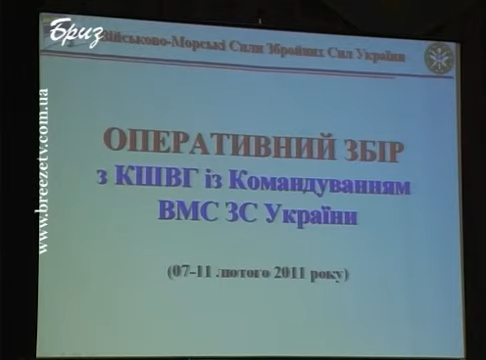 Бриз
Військово-Морські Сили Збройних Сил України
ОПЕРАТИВНИЙ ЗБІР
з КШВГ із Командуванням
ВМС ЗС України
(07-11 лютого 2011 року)
www.breezetv.com.ua